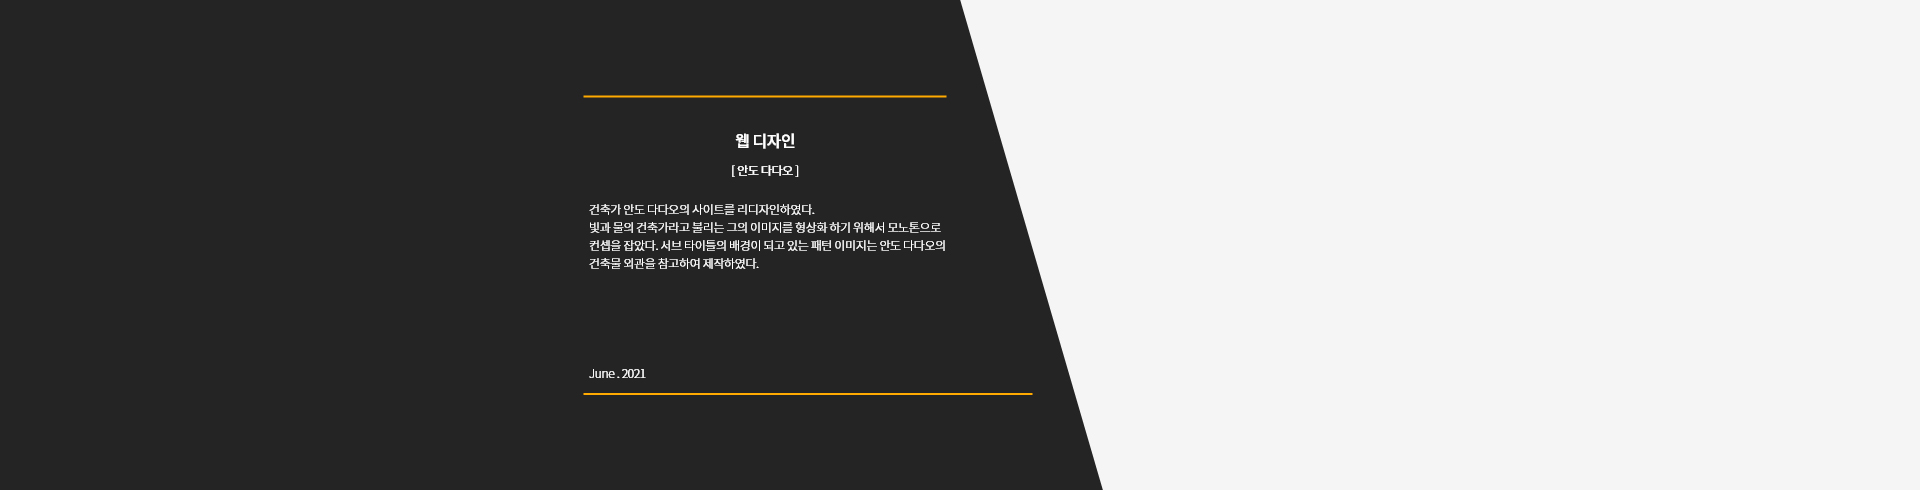 웹 디자인
[ 안도 다다오 ]
건축가 안도 다다오의 사이트를 리디자인하였다.
빛과 물의 건축가라고 불리는 그의 이미지를 형상화 하기 위해서 모노톤으로
컨셉을 잡았다. 서브 타이틀의 배경이 되고 있는 패턴 이미지는 안도 다다오의
건축물 외관을 참고하여 제작하였다.
June . 2021